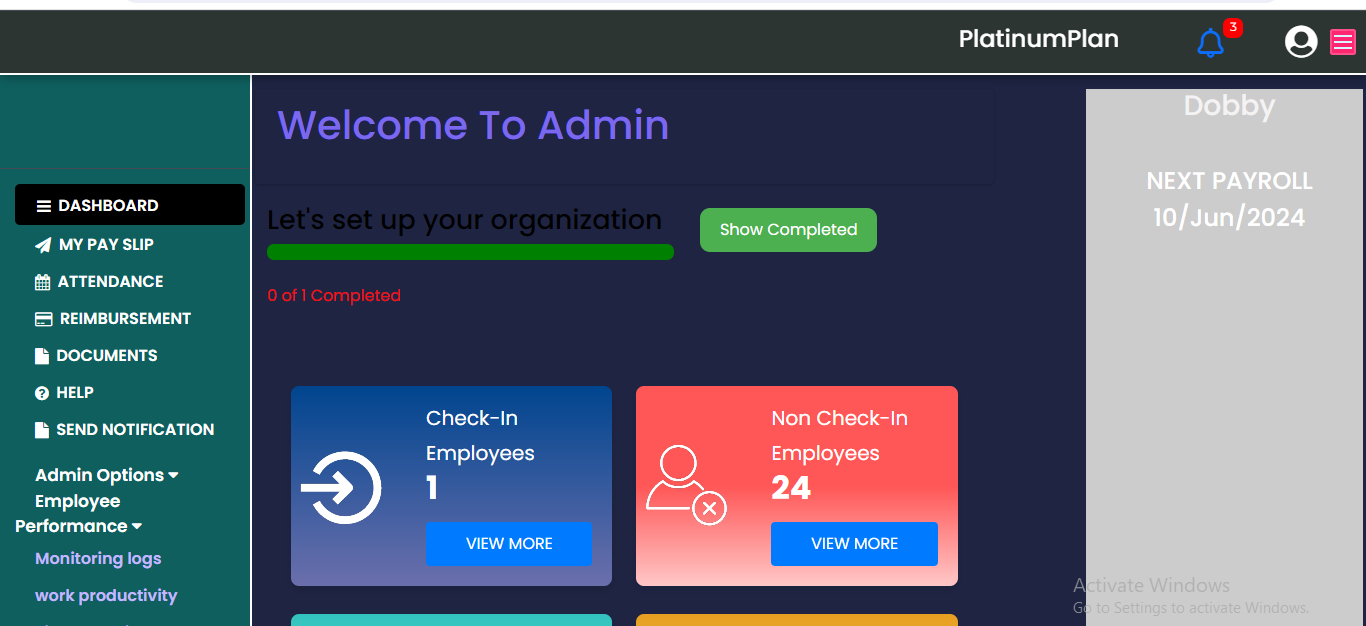 PlatinumPlan
3
Welcome To Admin
Dobby
NEXT PAYROLL
10/Jun/2024
DASHBOARD
MY PAY SLIP
ATTENDANCE
REIMBURSEMENT
DOCUMENTS
HELP
SEND NOTIFICATION
Admin Options
Employee
Performance
Monitoring logs
work productivity
Let's set up your organization
Show Completed
0 of 1 Completed
Check-In
Employees
1
VIEW MORE
Non Check-In
Employees
24
VIEW MORE
Activate Windows
Go to Settings to activate Windows.